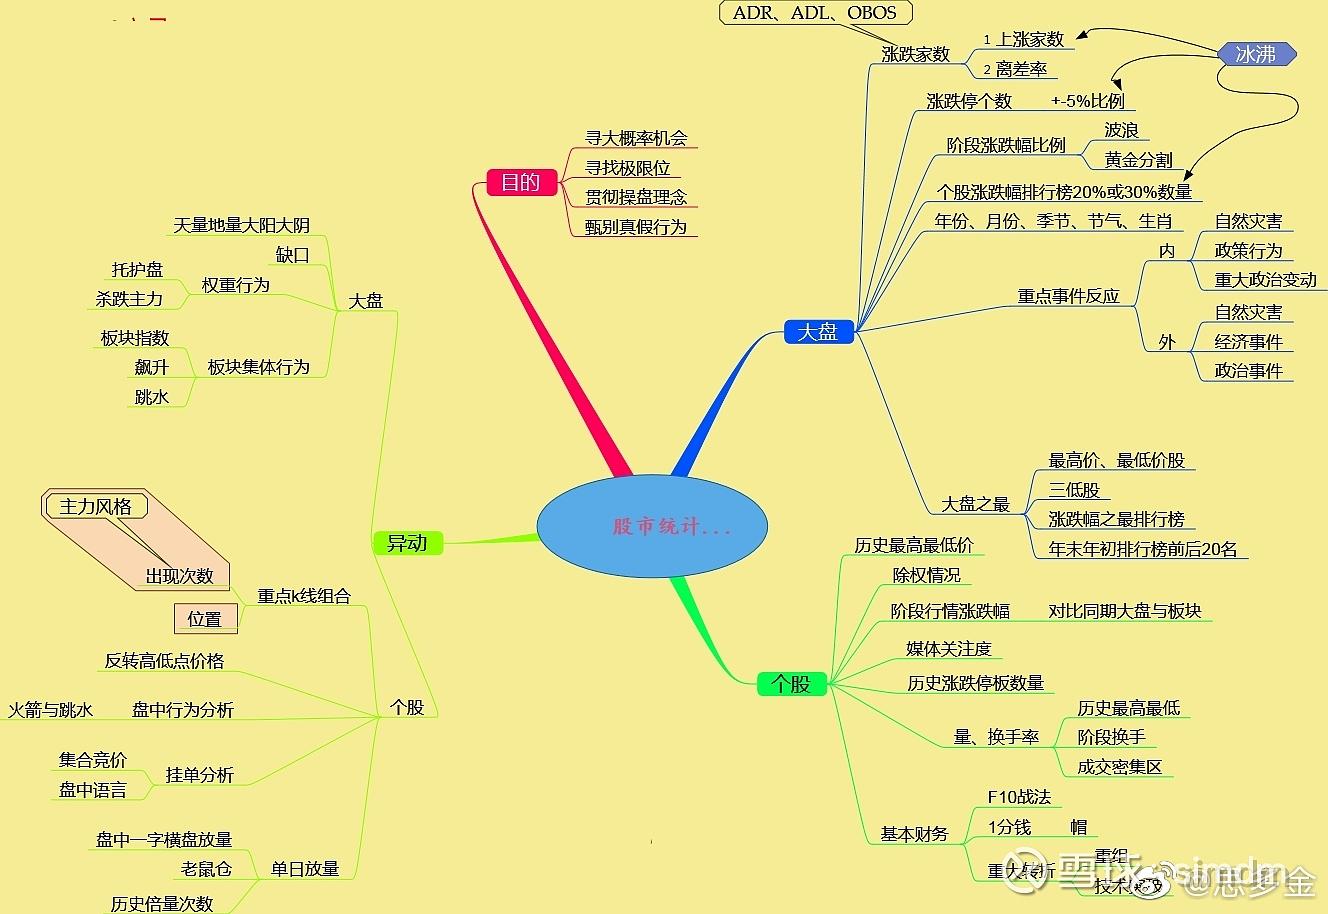 ADR、ADL、OBOS
涨跌家数
1 上涨家数
2 离差率
冰沸
涨跌停个数
+-5%比例
阶段涨跌幅比例
波浪
黄金分割
个股涨跌幅排行榜20%或30%数量
年份、月份、季节、节气、生肖
重点事件反应
内
自然灾害
政策行为
重大政治变动
外
自然灾害
经济事件
政治事件
大盘
大盘之最
最高价、最低价股
三低股
涨跌幅之最排行榜
年末年初排行榜前后20名
目的
寻大概率机会
寻找极限位
贯彻操盘理念
甄别真假行为
天量地量大阳大阴
缺口
权重行为
托护盘
杀跌主力
大盘
板块集体行为
板块指数
飙升
跳水
股市统计...
异动
主力风格
出现次数
位置
重点k线组合
反转高低点价格
火箭与跳水
盘中行为分析
个股
集合竞价
盘中语言
挂单分析
盘中一字横盘放量
老鼠仓
历史倍量次数
单日放量
个股
历史最高最低价
除权情况
阶段行情涨跌幅
对比同期大盘与板块
媒体关注度
历史涨跌停板数量
量、换手率
历史最高最低
阶段换手
成交密集区
基本财务
F10战法
1分钱
帽
重大转折
重组
技术
雪球：simdm
@思多金